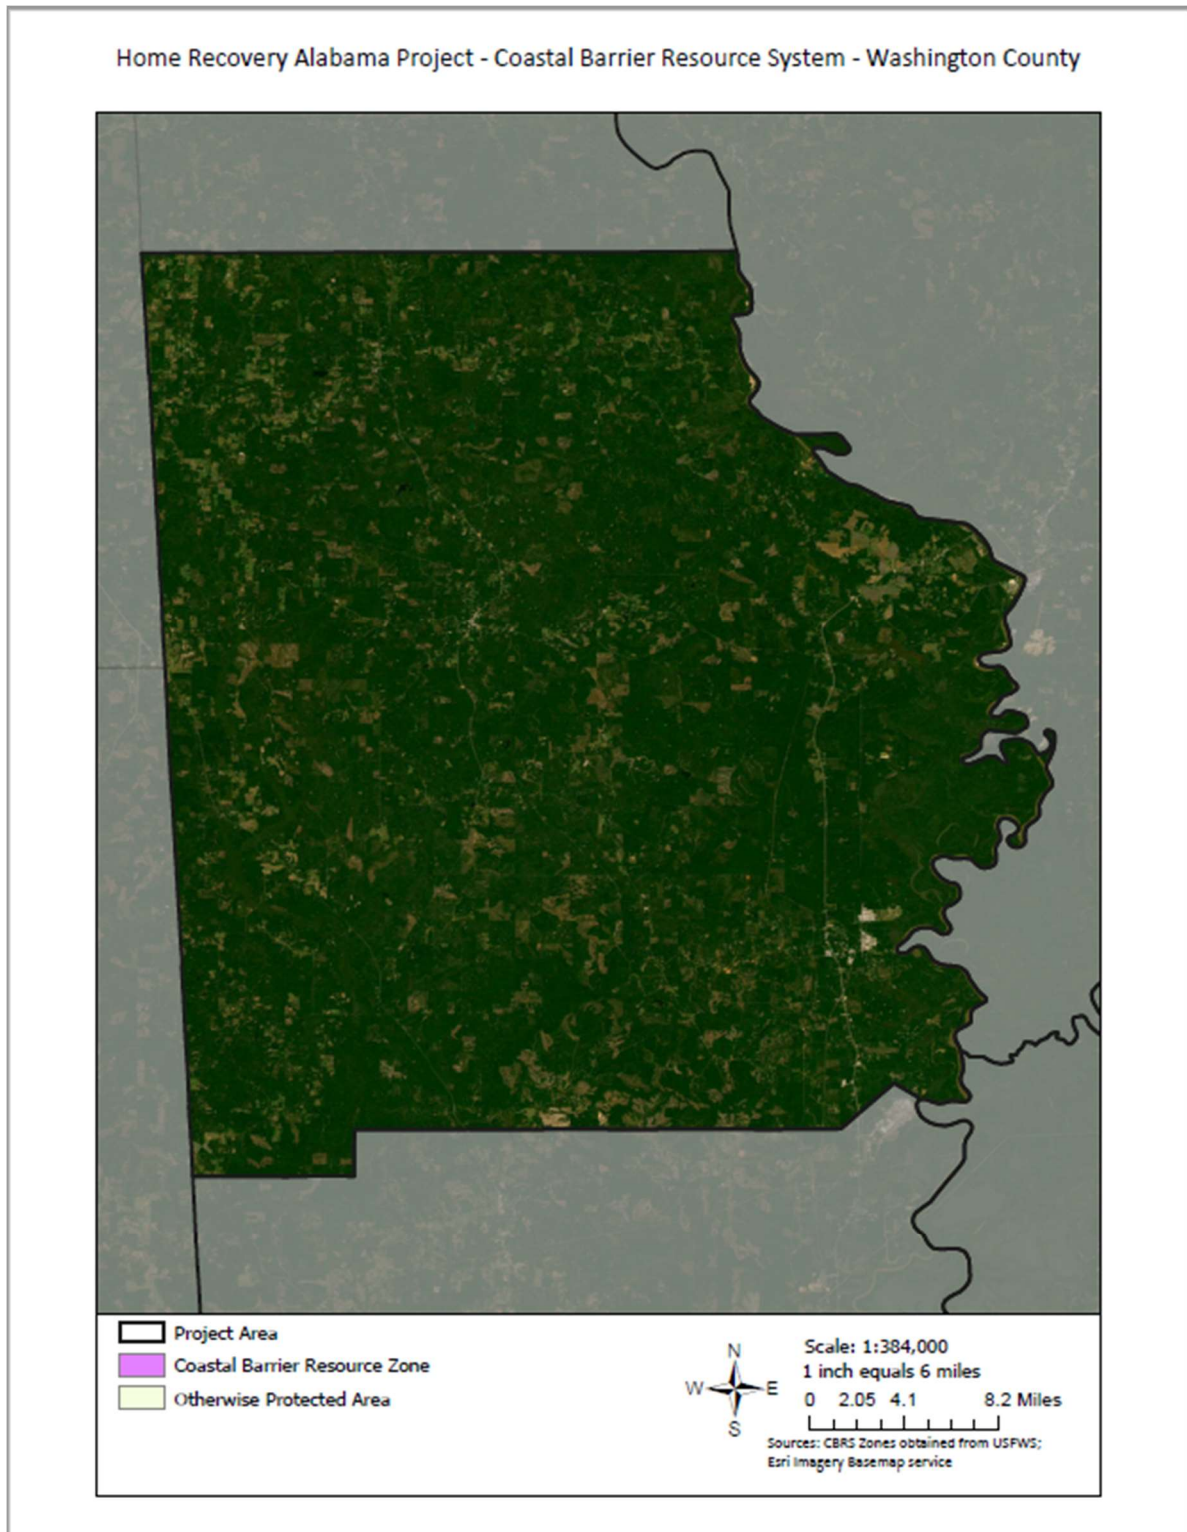 Home Recovery Alabama Project - Coastal Barrier Resource System - Washington County
Project Area
Coastal Barrier Resource Zone
Otherwise Protected Area
N
W E
S
Scale: 1:384,000
1 inch equals 6 miles
0 2.05 4.1 8.2 Miles
Sources: CBRS Zones obtained from USFWS;
Esri Imagery Basemap service